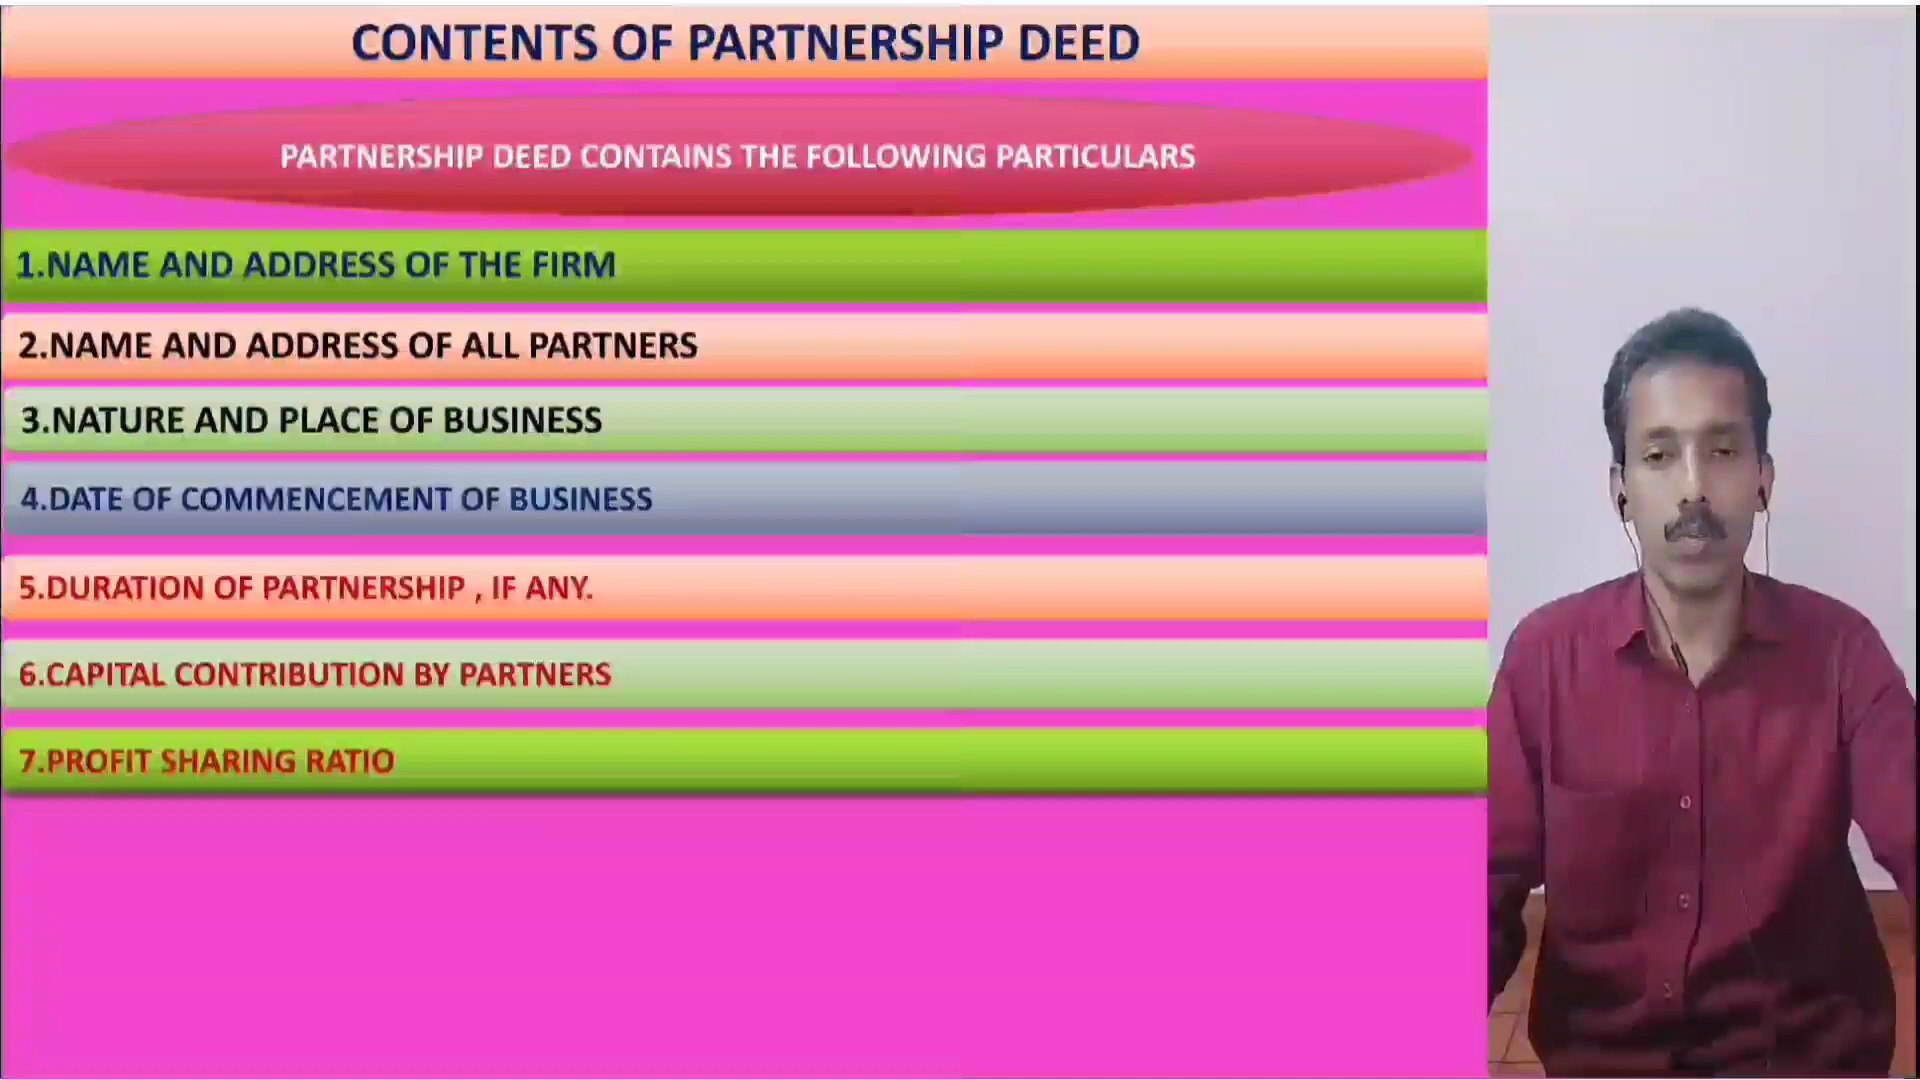 CONTENTS OF PARTNERSHIP DEED
PARTNERSHIP DEED CONTAINS THE FOLLOWING PARTICULARS
1.NAME AND ADDRESS OF THE FIRM
2.NAME AND ADDRESS OF ALL PARTNERS
3.NATURE AND PLACE OF BUSINESS
4.DATE OF COMMENCEMENT OF BUSINESS
5.DURATION OF PARTNERSHIP , IF ANY.
6.CAPITAL CONTRIBUTION BY PARTNERS
7.PROFIT SHARING RATIO